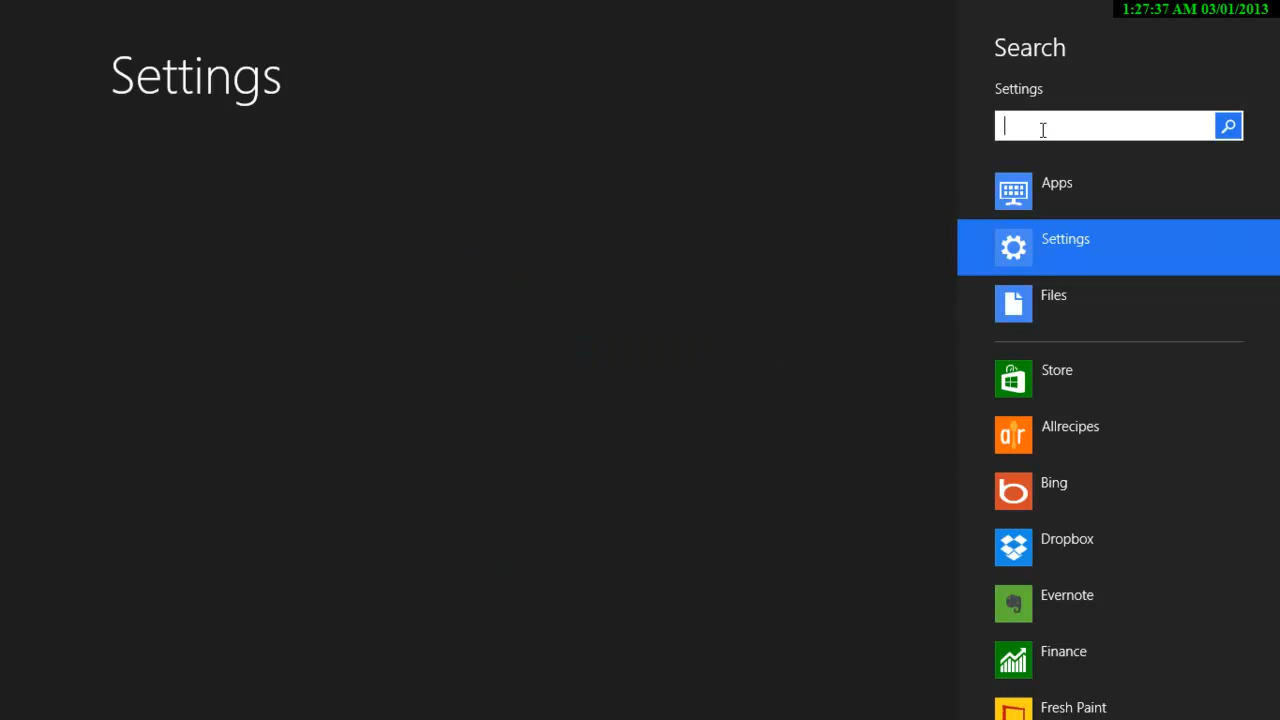 1:27:37 AM 03/01/2013
Settings
Search
Settings
Apps
Settings
Files
Store
Allrecipes
Bing
Dropbox
Evernote
Finance
Fresh Paint